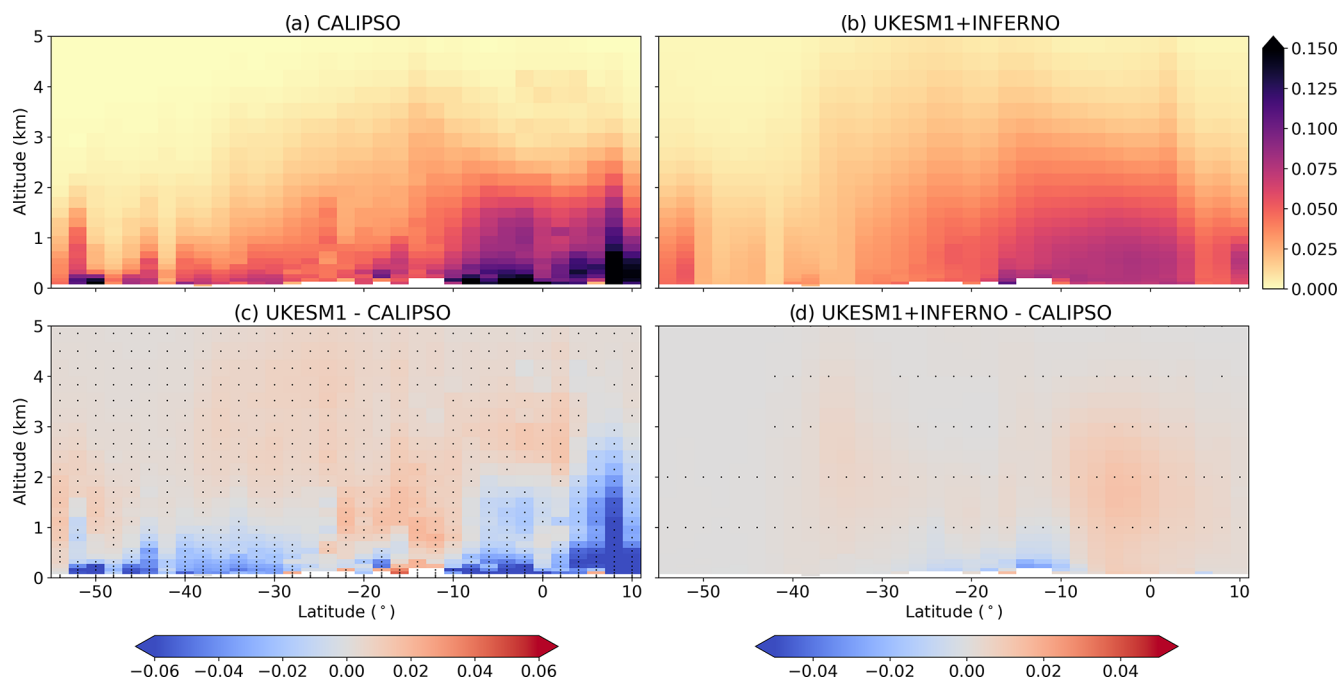 (a) CALIPSO
(b) UKESM1+INFERNO
5
4
3
2
1
0
Altitude (km)
0.150
0.125
0.100
0.075
0.050
0.025
0.000
(c) UKESM1 - CALIPSO
(d) UKESM1+INFERNO - CALIPSO
5
4
3
2
1
0
Altitude (km)
−50 −40 −30 −20 −10 0 10
−50 −40 −30 −20 −10 0 10
Latitude (°)
Latitude (°)
−0.06 −0.04 −0.02 0.00 0.02 0.04 0.06
−0.04 −0.02 0.00 0.02 0.04